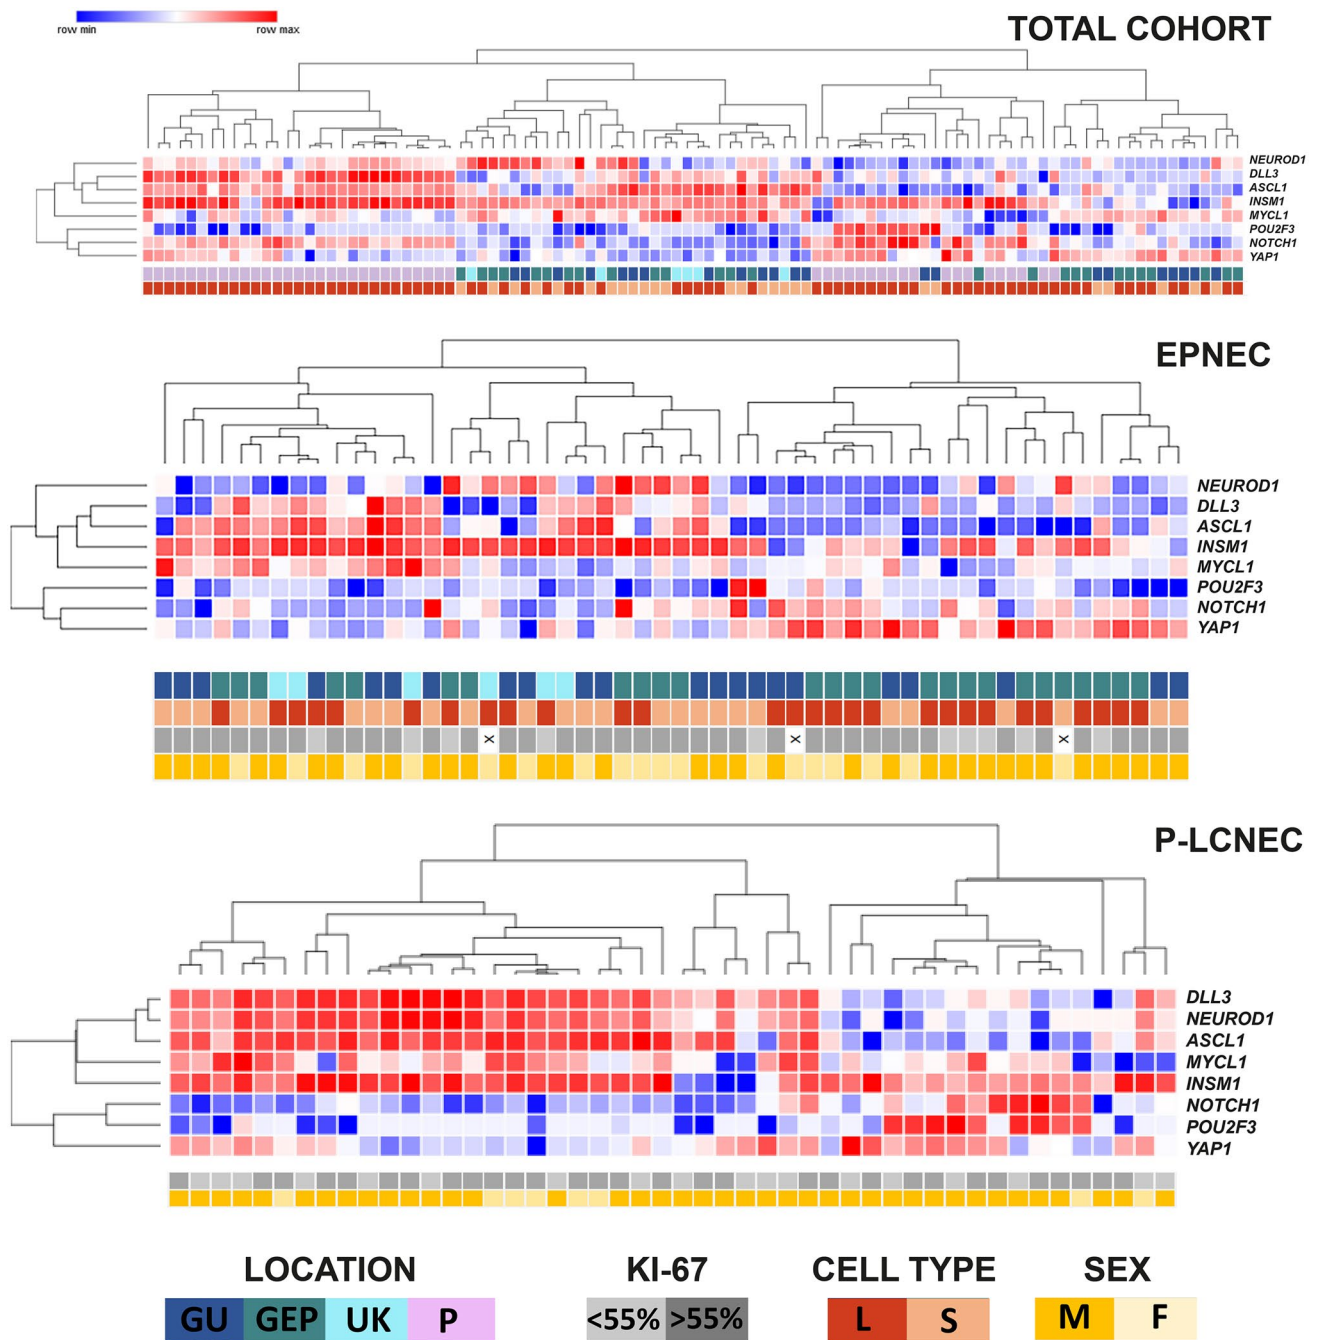 row min row max
TOTAL COHORT
NEUROD1
DLL3
ASCL1
INSM1
MYCL1
POU2F3
NOTCH1
YAP1
EPNEC
NEUROD1
DLL3
ASCL1
INSM1
MYCL1
POU2F3
NOTCH1
YAP1
X X X
P-LCNEC
DLL3
NEUROD1
ASCL1
MYCL1
INSM1
NOTCH1
POU2F3
YAP1
LOCATION KI-67 CELL TYPE SEX
GU GEP UK P <55% >55% L S M F